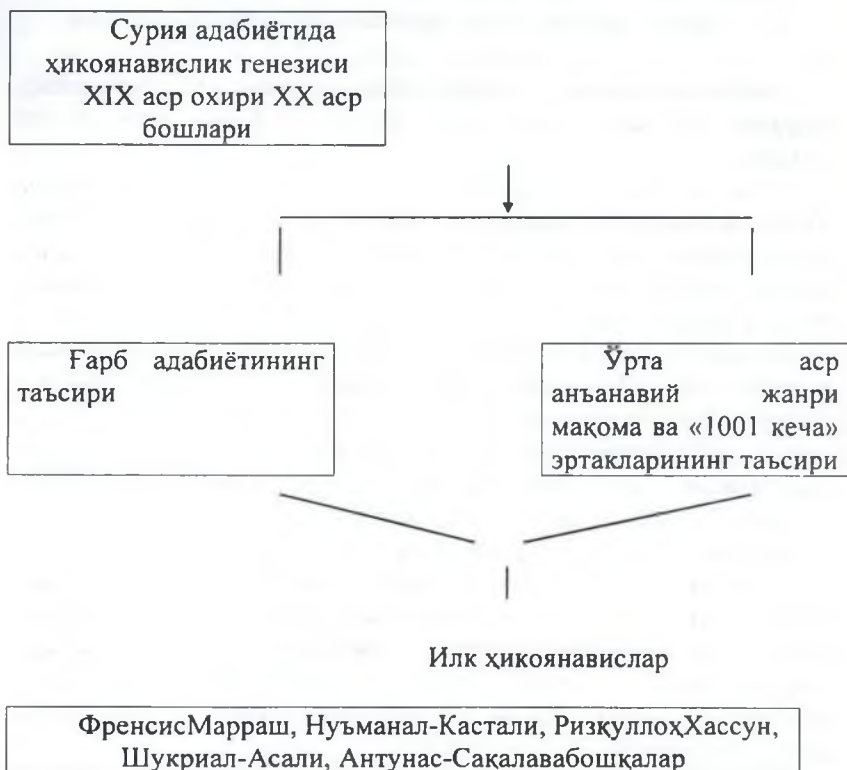 Сурия адабиётида
ҳикоянавислик генезиси
XIX аср охири XX аср
бошлари
Ғарб адабиётининг
таъсири
Ўрта аср
анъанавий жанри
мақома ва «1001 кеча»
эртакларининг таъсири
Илк ҳикоянавислар
ФренсисМарраш, Нуъманал-Кастали, РизқуллоҳХассун,
Шукриал-Асали, Антунас-Сақалавабошқалар